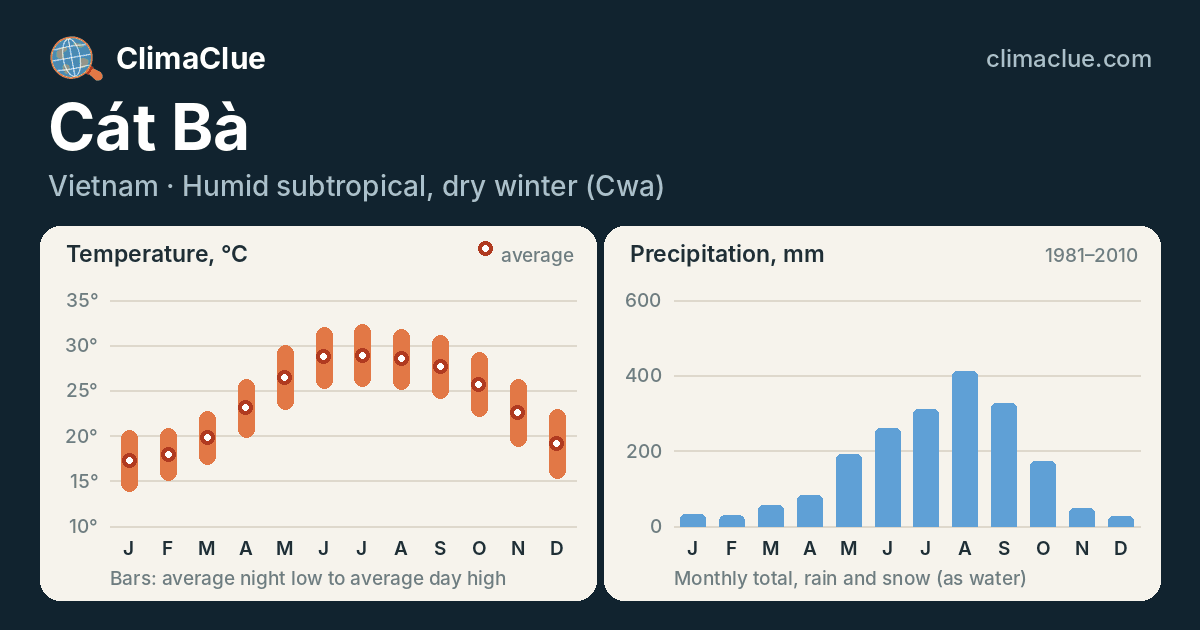 ClimaClue
climaclue.com
Cát Bà
Vietnam · Humid subtropical, dry winter (Cwa)
Temperature, °C
average
35°
30°
25°
20°
15°
10°
J F M A M J J A S O N D
Bars: average night low to average day high
Precipitation, mm
1981–2010
600
400
200
0
J F M A M J J A S O N D
Monthly total, rain and snow (as water)